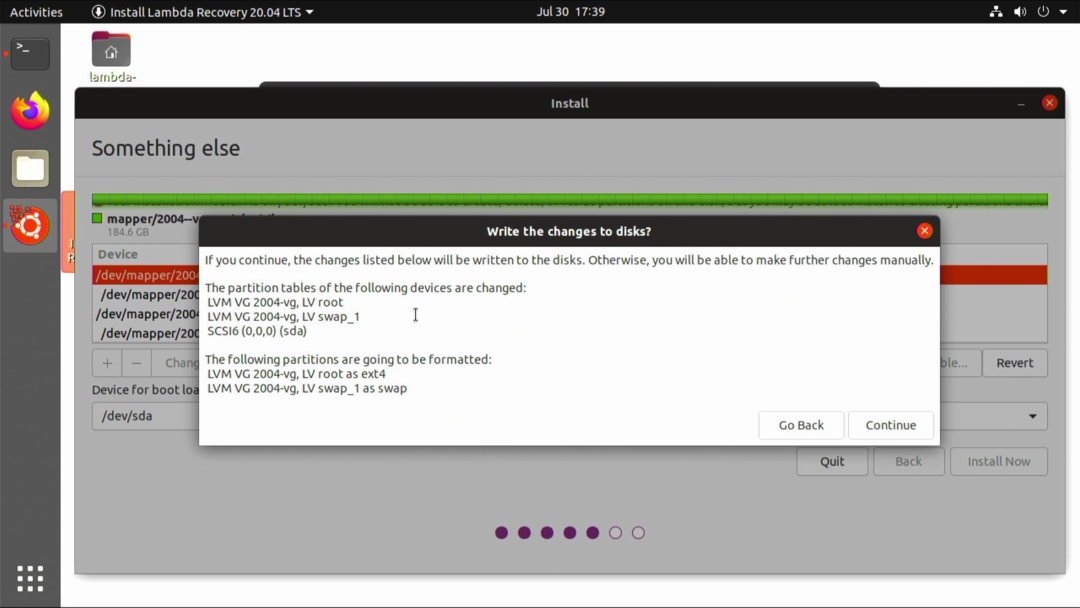 Activities
Install Lambda Recovery 20.04 LTS
Jul 30 17:39
lambda-
Install
Something else
mapper/2004--v
184.6 GB
Device
/dev/mapper/2004
/dev/mapper/200
/dev/mapper/2004
/dev/mapper/200
+
−
Chang
ble...
Revert
Device for boot loa
/dev/sda
Write the changes to disks?
If you continue, the changes listed below will be written to the disks. Otherwise, you will be able to make further changes manually.
The partition tables of the following devices are changed:
LVM VG 2004-vg, LV root
LVM VG 2004-vg, LV swap_1
SCSI6 (0,0,0) (sda)
The following partitions are going to be formatted:
LVM VG 2004-vg, LV root as ext4
LVM VG 2004-vg, LV swap_1 as swap
Go Back
Continue
Quit
Back
Install Now